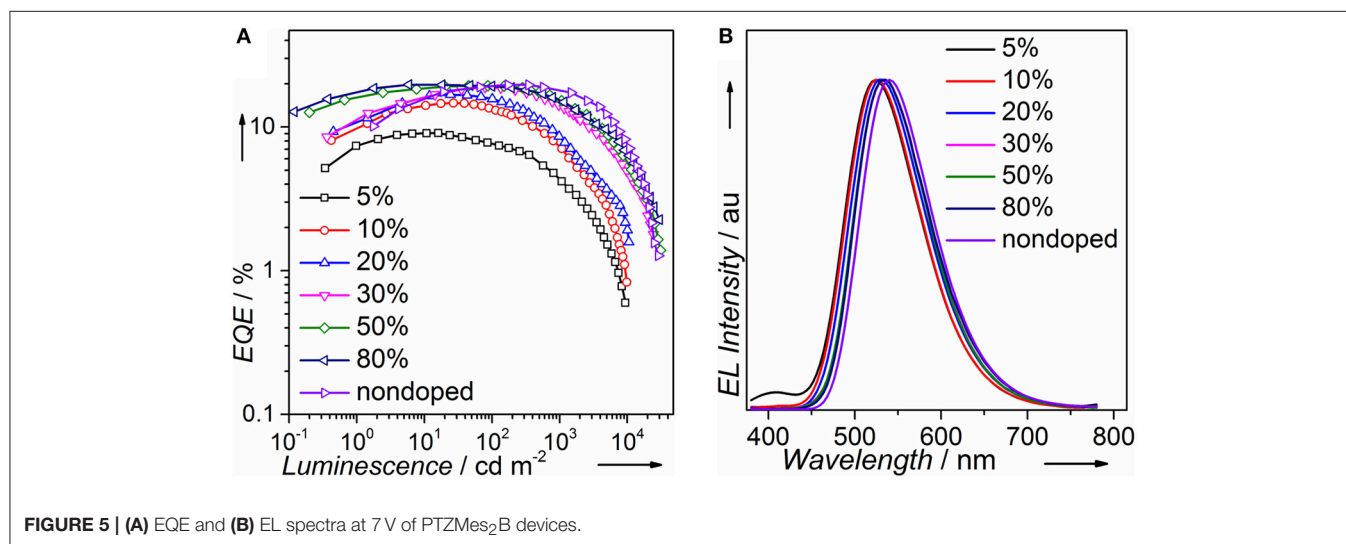 A
EQE / %
10
1
0.1
5%
10%
20%
30%
50%
80%
nondoped
10⁻¹ 10⁰ 10¹ 10² 10³ 10⁴
Luminescence / cd m⁻²
B
EL Intensity / au
5%
10%
20%
30%
50%
80%
nondoped
400 500 600 700 800
Wavelength / nm
FIGURE 5 | (A) EQE and (B) EL spectra at 7 V of PTZMes₂B devices.